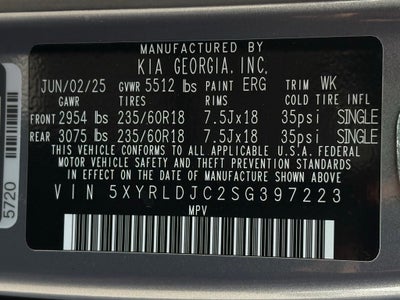 MANUFACTURED BY
KIA GEORGIA, INC.
JUN/02/25 GVWR 5512 lbs PAINT ERG TRIM WK
GAWR TIRES RIMS COLD TIRE INFL
FRONT 2954 lbs 235/60R18 7.5Jx18 35psi SINGLE
REAR 3075 lbs 235/60R18 7.5Jx18 35psi SINGLE
THIS VEHICLE CONFORMS TO ALL APPLICABLE U.S.A. FEDERAL
MOTOR VEHICLE SAFETY, BUMPER, AND THEFT PREVENTION STANDARDS
IN EFFECT ON THE DATE OF MANUFACTURE SHOWN ABOVE.
VIN 5XYRLDJC2SG397223
MPV
5720